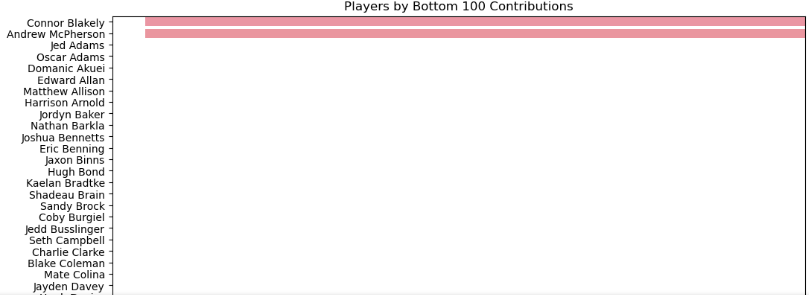 Players by Bottom 100 Contributions
Connor Blakely
Andrew McPherson
Jed Adams
Oscar Adams
Domanic Akuei
Edward Allan
Matthew Allison
Harrison Arnold
Jordyn Baker
Nathan Barkla
Joshua Bennetts
Eric Benning
Jaxon Binns
Hugh Bond
Kaelan Bradtke
Shadeau Brain
Sandy Brock
Coby Burgiel
Jedd Busslinger
Seth Campbell
Charlie Clarke
Blake Coleman
Mate Colina
Jayden Davey